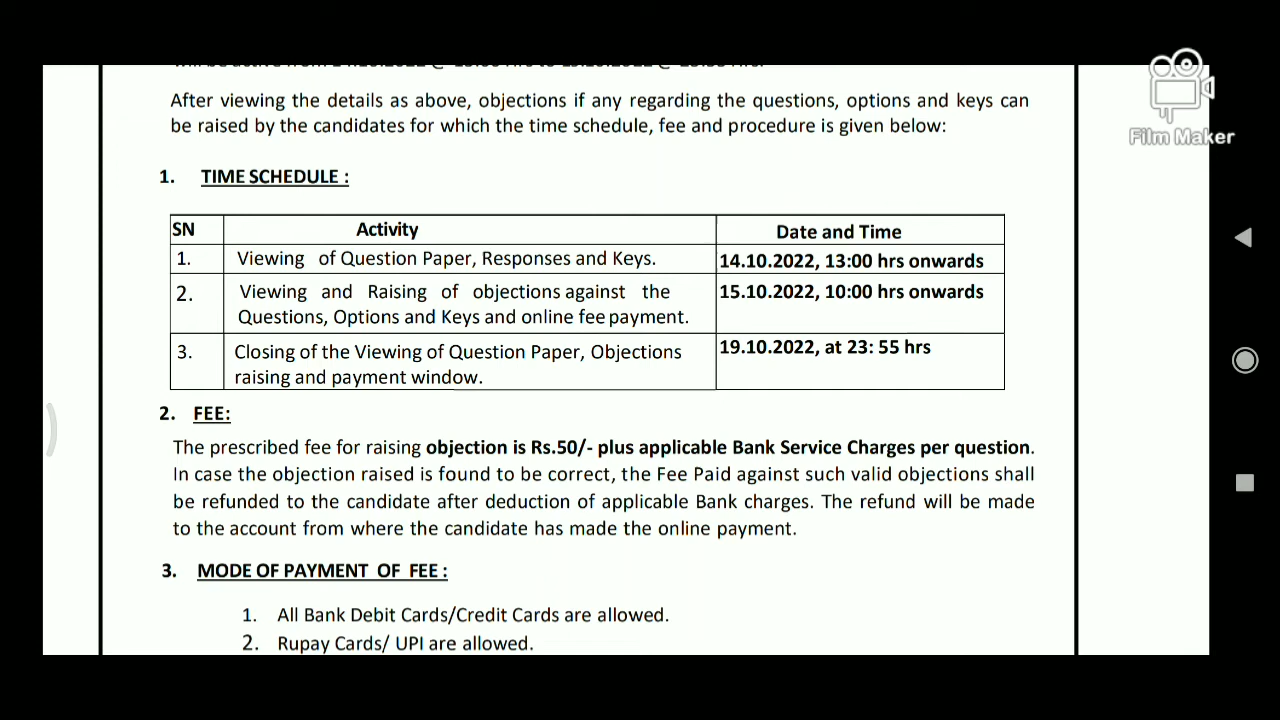 After viewing the details as above, objections if any regarding the questions, options and keys can
be raised by the candidates for which the time schedule, fee and procedure is given below:
Film Maker
1. TIME SCHEDULE :
SN Activity Date and Time
1. Viewing of Question Paper, Responses and Keys. 14.10.2022, 13:00 hrs onwards
2. Viewing and Raising of objections against the 15.10.2022, 10:00 hrs onwards
Questions, Options and Keys and online fee payment.
3. Closing of the Viewing of Question Paper, Objections 19.10.2022, at 23: 55 hrs
raising and payment window.
2. FEE:
The prescribed fee for raising objection is Rs.50/- plus applicable Bank Service Charges per question.
In case the objection raised is found to be correct, the Fee Paid against such valid objections shall
be refunded to the candidate after deduction of applicable Bank charges. The refund will be made
to the account from where the candidate has made the online payment.
3. MODE OF PAYMENT OF FEE :
1. All Bank Debit Cards/Credit Cards are allowed.
2. Rupay Cards/ UPI are allowed.